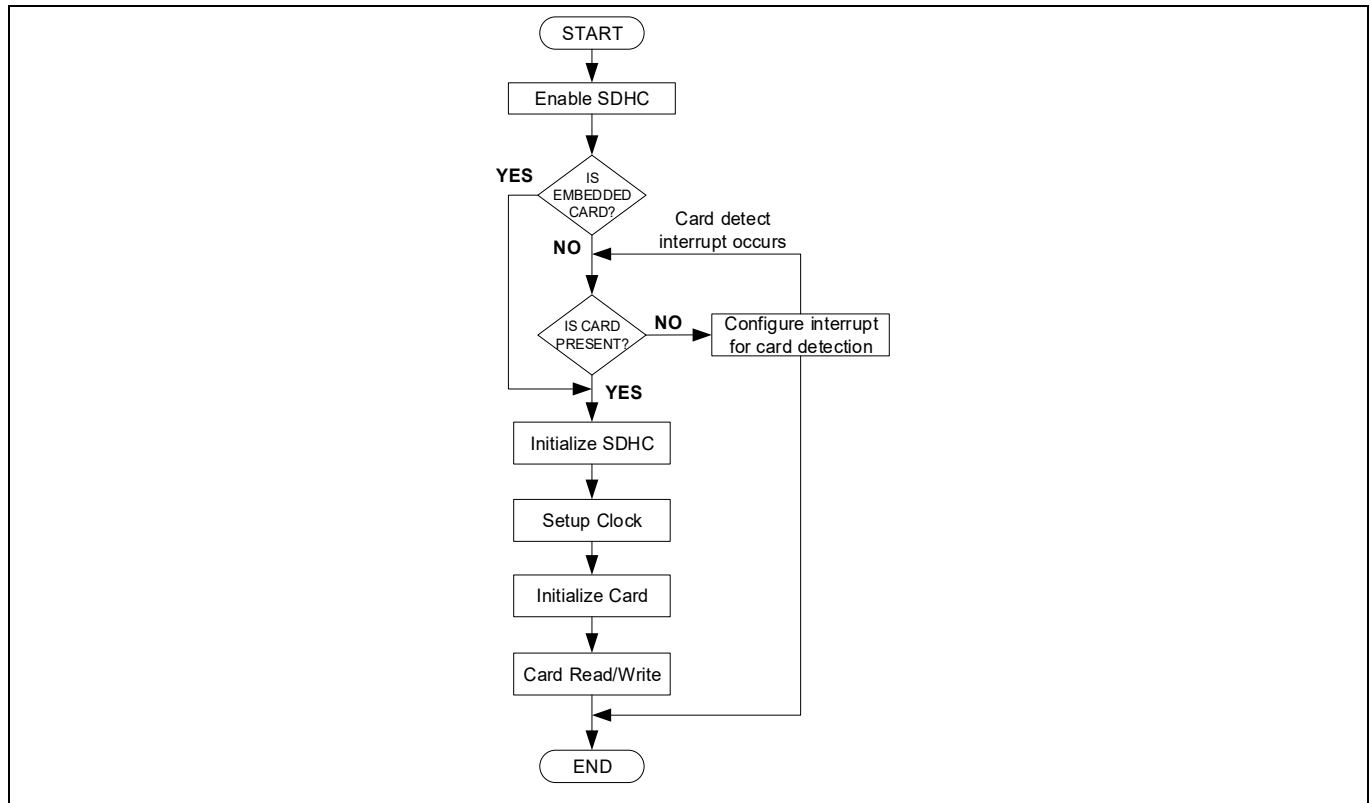 START
Enable SDHC
YES
IS
EMBEDDED
CARD?
NO
Card detect
interrupt occurs
IS CARD
PRESENT?
NO
Configure interrupt
for card detection
YES
Initialize SDHC
Setup Clock
Initialize Card
Card Read/Write
END